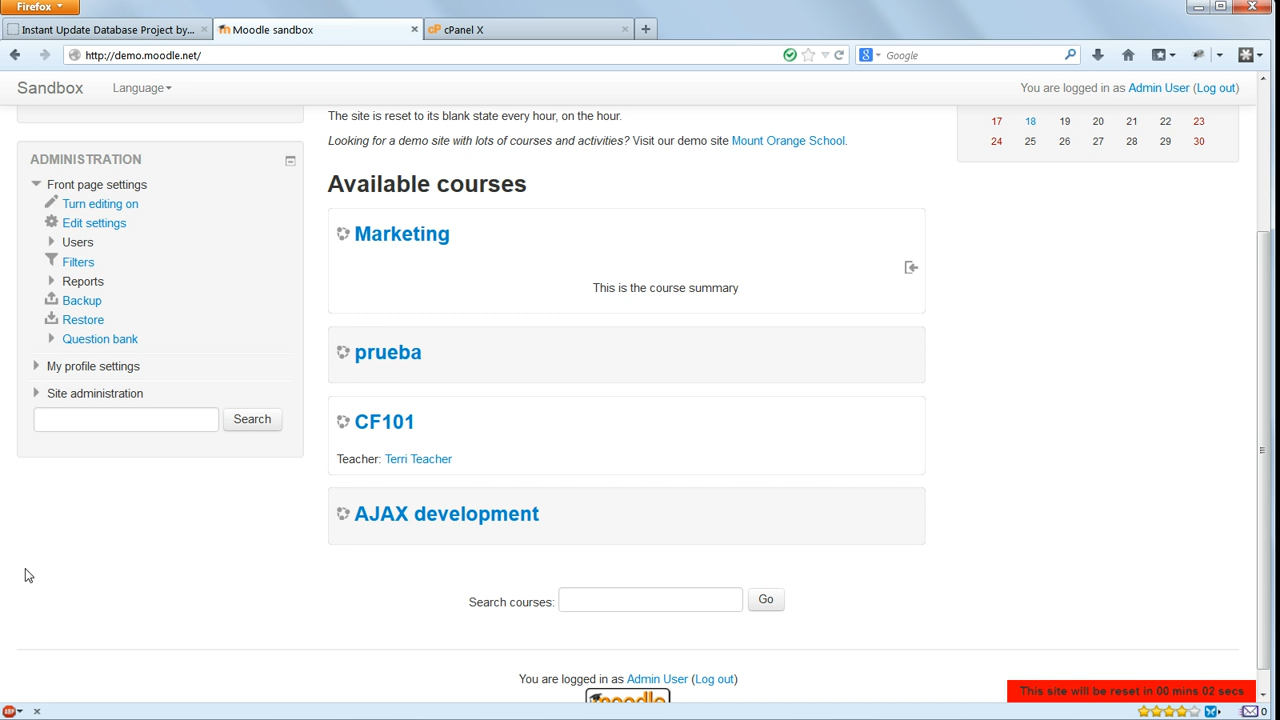 Firefox
Instant Update Database Project by...
Moodle sandbox
cPanel X
http://demo.moodle.net/
Google
Sandbox
Language
You are logged in as Admin User (Log out)
The site is reset to its blank state every hour, on the hour.
Looking for a demo site with lots of courses and activities? Visit our demo site Mount Orange School.
17 18 19 20 21 22 23
24 25 26 27 28 29 30
ADMINISTRATION
Front page settings
Turn editing on
Edit settings
Users
Filters
Reports
Backup
Restore
Question bank
My profile settings
Site administration
Search
Available courses
Marketing
This is the course summary
prueba
CF101
Teacher: Terri Teacher
AJAX development
Search courses:
Go
You are logged in as Admin User (Log out)
moodle
This site will be reset in 00 mins 02 secs
ABP
0